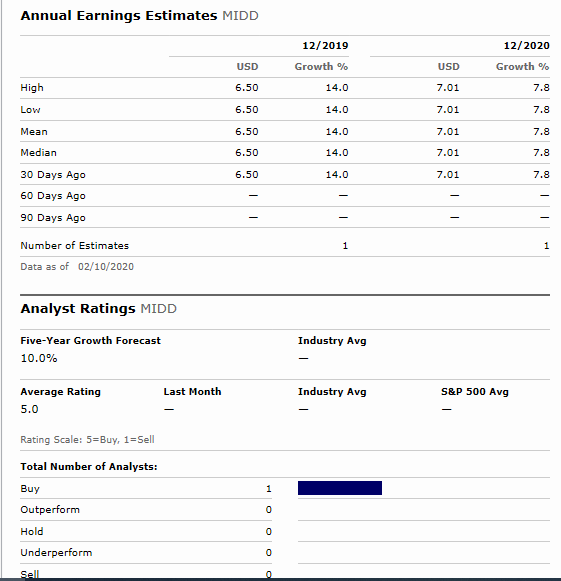 Annual Earnings Estimates MIDD
12/2019 12/2020
USD Growth % USD Growth %
High 6.50 14.0 7.01 7.8
Low 6.50 14.0 7.01 7.8
Mean 6.50 14.0 7.01 7.8
Median 6.50 14.0 7.01 7.8
30 Days Ago 6.50 14.0 7.01 7.8
60 Days Ago — — — —
90 Days Ago — — — —
Number of Estimates 1 1
Data as of 02/10/2020
Analyst Ratings MIDD
Five-Year Growth Forecast Industry Avg
10.0% —
Average Rating Last Month Industry Avg S&P 500 Avg
5.0 — — —
Rating Scale: 5=Buy, 1=Sell
Total Number of Analysts:
Buy 1
Outperform 0
Hold 0
Underperform 0
Sell 0